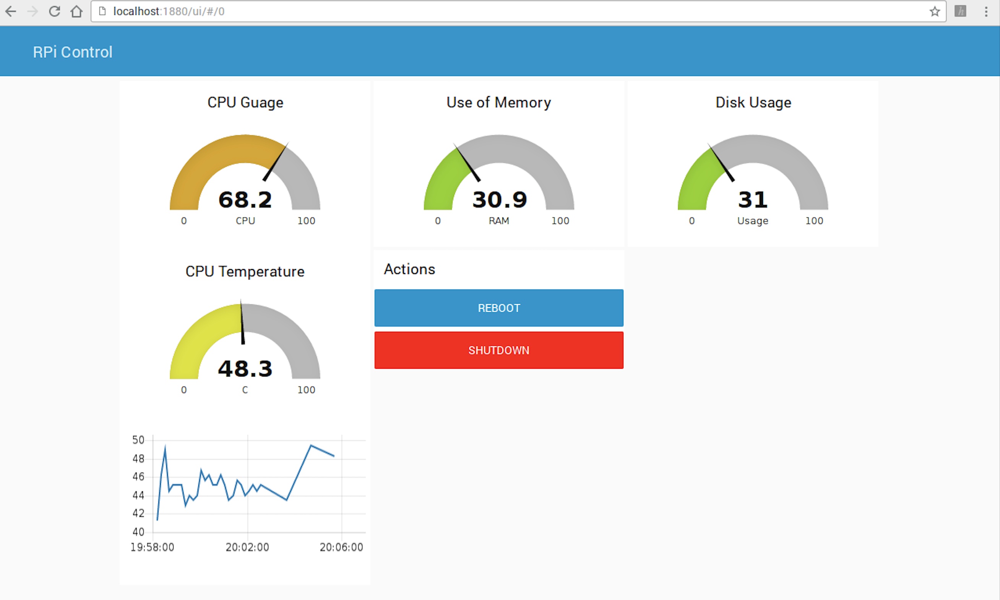 localhost:1880/ui/#/0
h
RPi Control
CPU Guage
68.2
0 CPU 100
Use of Memory
30.9
0 RAM 100
Disk Usage
31
0 Usage 100
CPU Temperature
48.3
0 C 100
50
48
46
44
42
40
19:58:00 20:02:00 20:06:00
Actions
REBOOT
SHUTDOWN